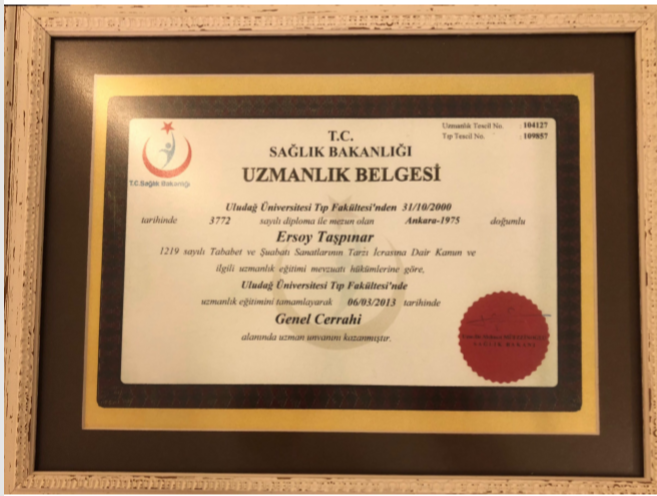 T.C. Sağlık Bakanlığı
T.C.
SAĞLIK BAKANLIĞI
UZMANLIK BELGESİ
Uzmanlık Tescil No. : 104127
Tıp Tescil No. : 109857
Uludağ Üniversitesi Tıp Fakültesi'nden 31/10/2000
tarihinde 3772 sayılı diploma ile mezun olan Ankara-1975 doğumlu
Ersoy Taşpınar
1219 sayılı Tababet ve Şuabatı Sanatlarının Tarzı İcrasına Dair Kanun ve
ilgili uzmanlık eğitimi mevzuatı hükümlerine göre,
Uludağ Üniversitesi Tıp Fakültesi'nde
uzmanlık eğitimini tamamlayarak 06/03/2013 tarihinde
Genel Cerrahi
alanında uzman unvanını kazanmıştır.
SAĞLIK BAKANI